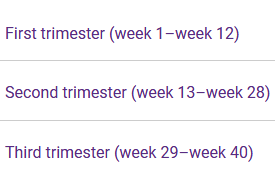 First trimester (week 1–week 12)
Second trimester (week 13–week 28)
Third trimester (week 29–week 40)